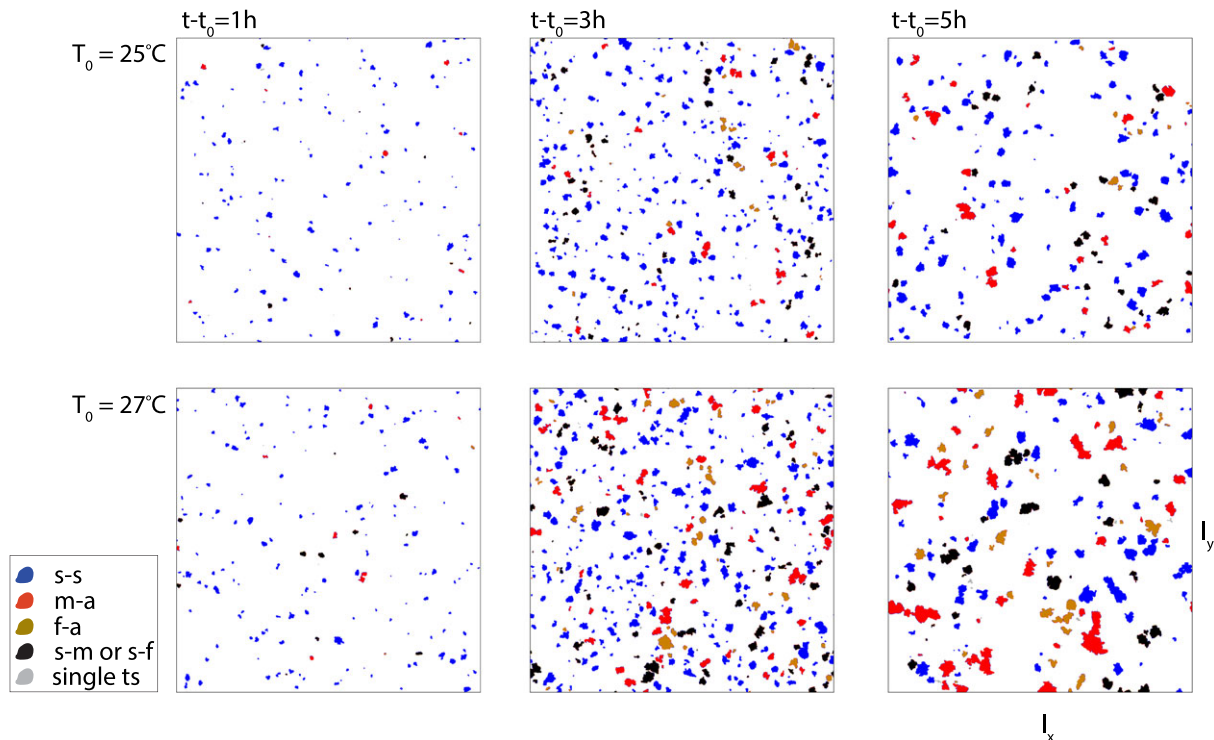 t-t0=1h
t-t0=3h
t-t0=5h
T0 = 25°C
T0 = 27°C
s-s
m-a
f-a
s-m or s-f
single ts
ly
lx